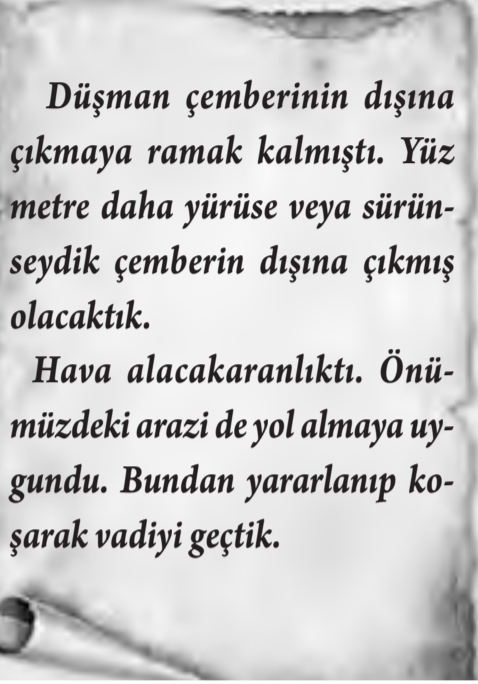 Düşman çemberinin dışına
çıkmaya ramak kalmıştı. Yüz
metre daha yürüse veya sürün-
seydik çemberin dışına çıkmış
olacaktık.
Hava alacakaranlıktı. Önü-
müzdeki arazi de yol almaya uy-
gundu. Bundan yararlanıp ko-
şarak vadiyi geçtik.